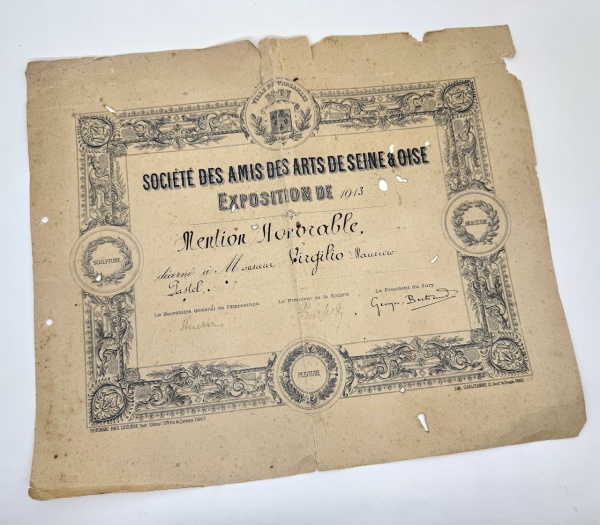 VILLE DE VERSAILLES
SOCIÉTÉ DES AMIS DES ARTS DE SEINE & OISE
EXPOSITION DE 1913
Mention Honorable,
décerné à Monsieur Virgilio Maurice
Pastel.
Le Secrétaire Général de l'Exposition Le Président de la Société Le Président du Jury
Georges Bertrand
SCULPTURE
ARCHITECTURE
PEINTURE